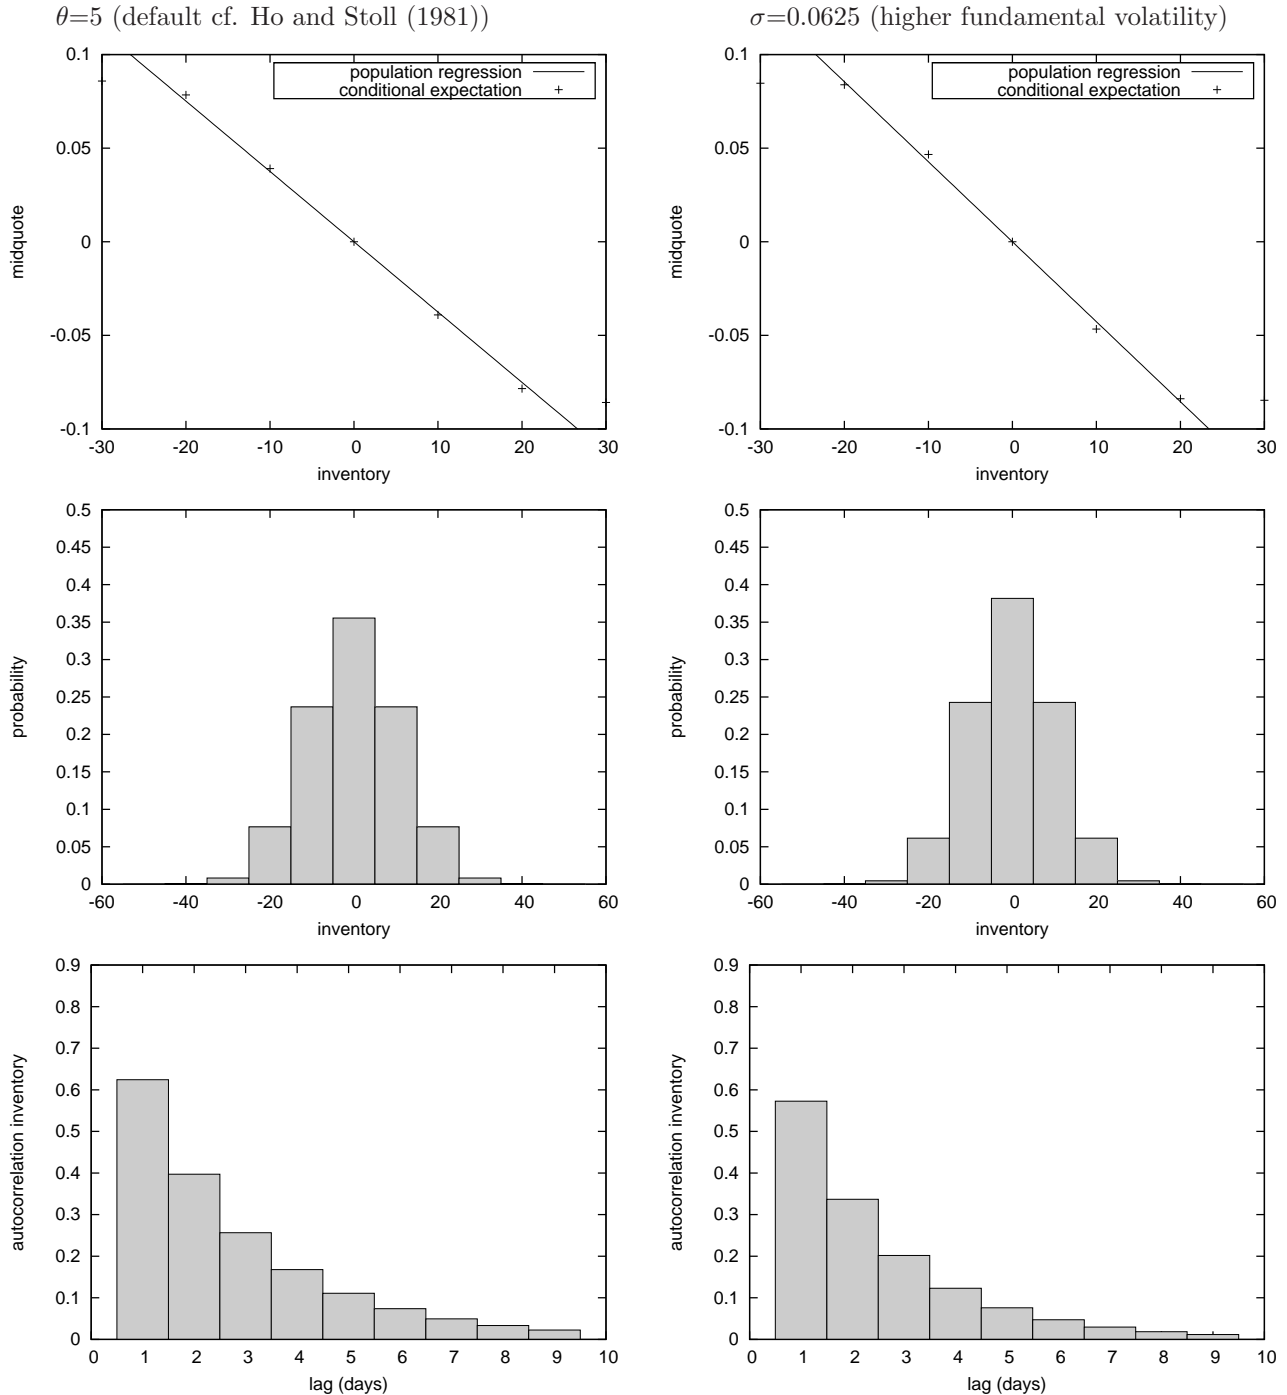 θ=5 (default cf. Ho and Stoll (1981))
σ=0.0625 (higher fundamental volatility)
0.1
0.05
0
-0.05
-0.1
midquote
population regression
conditional expectation
-30 -20 -10 0 10 20 30
inventory
0.1
0.05
0
-0.05
-0.1
midquote
population regression
conditional expectation
-30 -20 -10 0 10 20 30
inventory
0.5
0.45
0.4
0.35
0.3
0.25
0.2
0.15
0.1
0.05
0
probability
-60 -40 -20 0 20 40 60
inventory
0.5
0.45
0.4
0.35
0.3
0.25
0.2
0.15
0.1
0.05
0
probability
-60 -40 -20 0 20 40 60
inventory
0.9
0.8
0.7
0.6
0.5
0.4
0.3
0.2
0.1
0
autocorrelation inventory
0 1 2 3 4 5 6 7 8 9 10
lag (days)
0.9
0.8
0.7
0.6
0.5
0.4
0.3
0.2
0.1
0
autocorrelation inventory
0 1 2 3 4 5 6 7 8 9 10
lag (days)